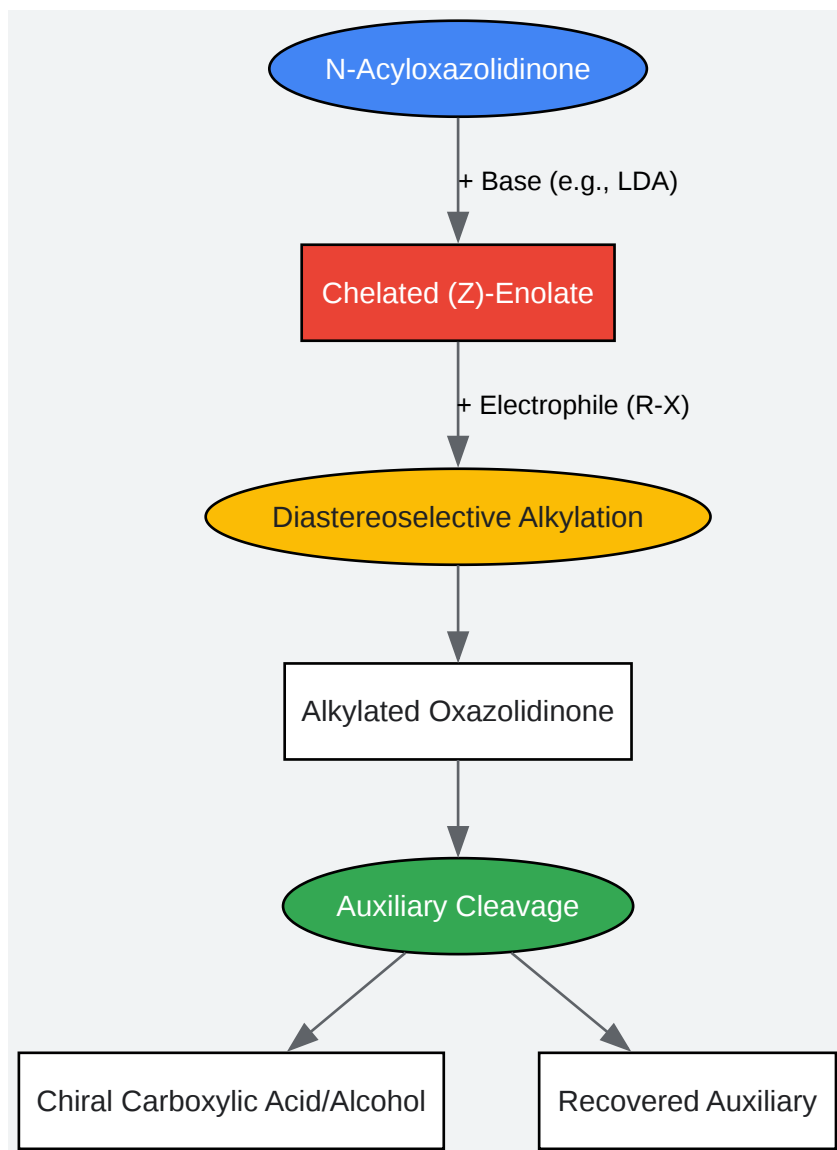 N-Acyloxazolidinone
+ Base (e.g., LDA)
Chelated (Z)-Enolate
+ Electrophile (R-X)
Diastereoselective Alkylation
Alkylated Oxazolidinone
Auxiliary Cleavage
Chiral Carboxylic Acid/Alcohol
Recovered Auxiliary